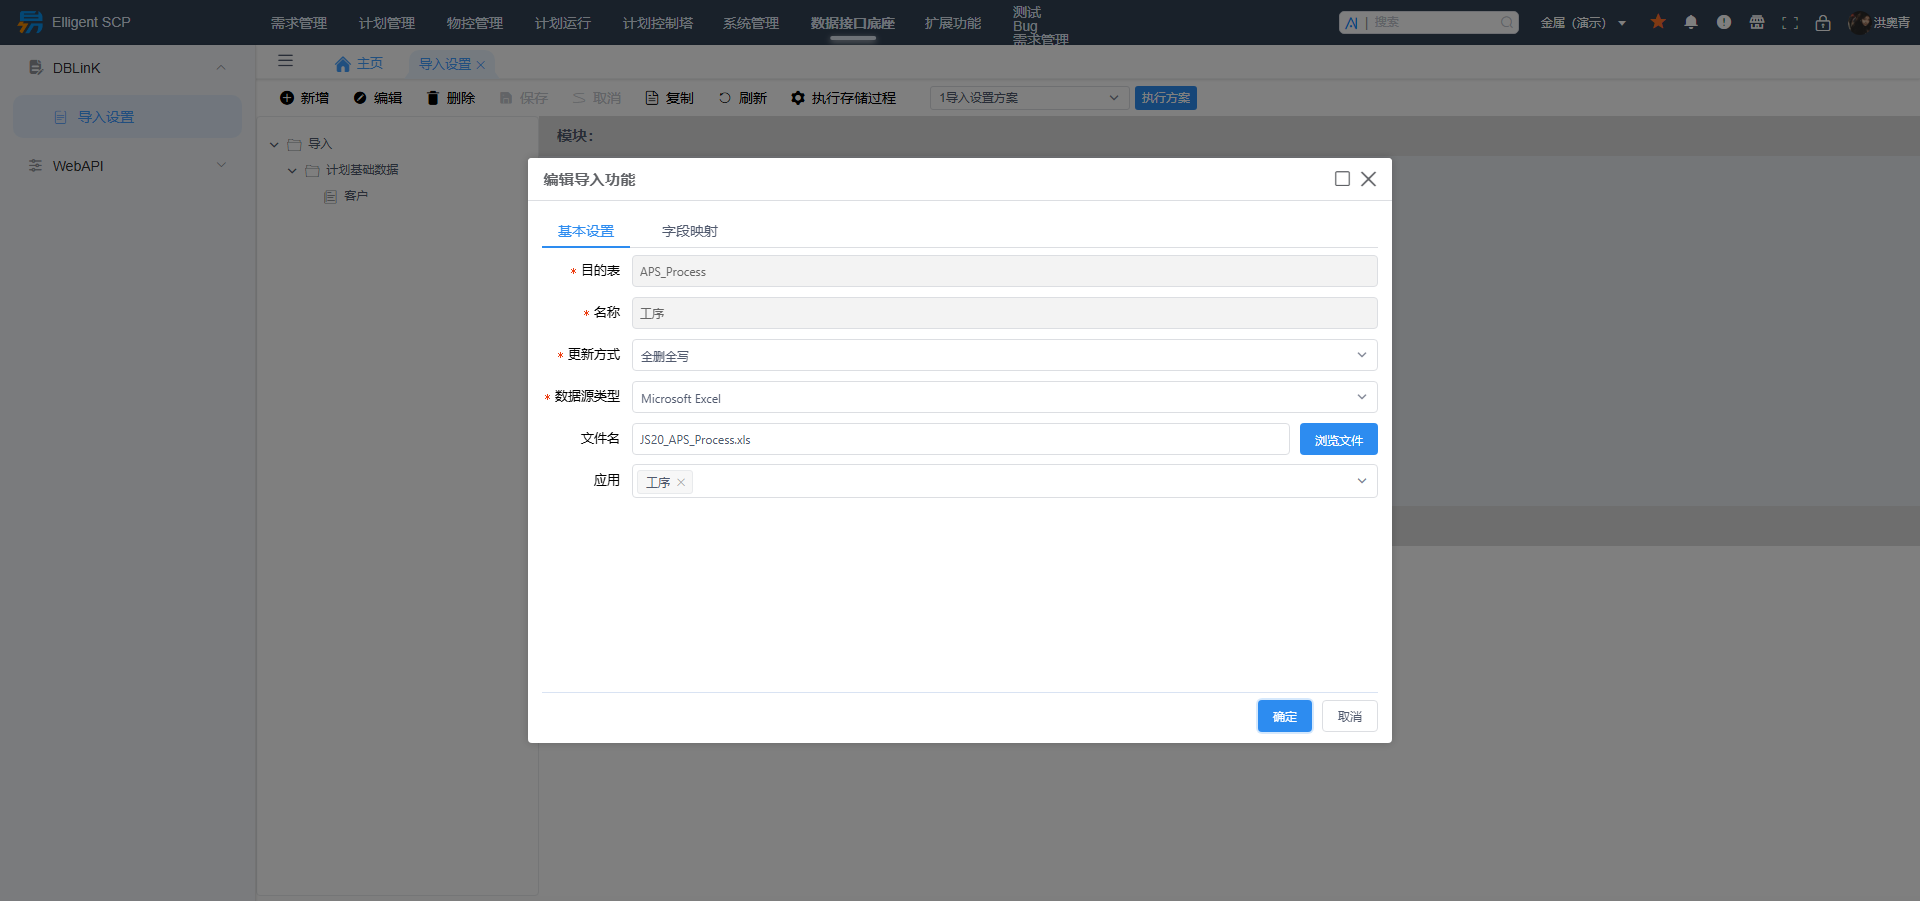 Elligent SCP
需求管理
计划管理
物控管理
计划运行
计划控制塔
系统管理
数据接口底座
扩展功能
测试
Bug
需求管理
AI | 搜索
金属（演示）
洪奥青
DBLinK
导入设置
WebAPI
主页
导入设置
新增
编辑
删除
保存
取消
复制
刷新
执行存储过程
1导入设置方案
执行方案
导入
计划基础数据
客户
模块：
编辑导入功能
基本设置
字段映射
* 目的表
APS_Process
* 名称
工序
* 更新方式
全删全写
* 数据源类型
Microsoft Excel
文件名
JS20_APS_Process.xls
浏览文件
应用
工序
确定
取消